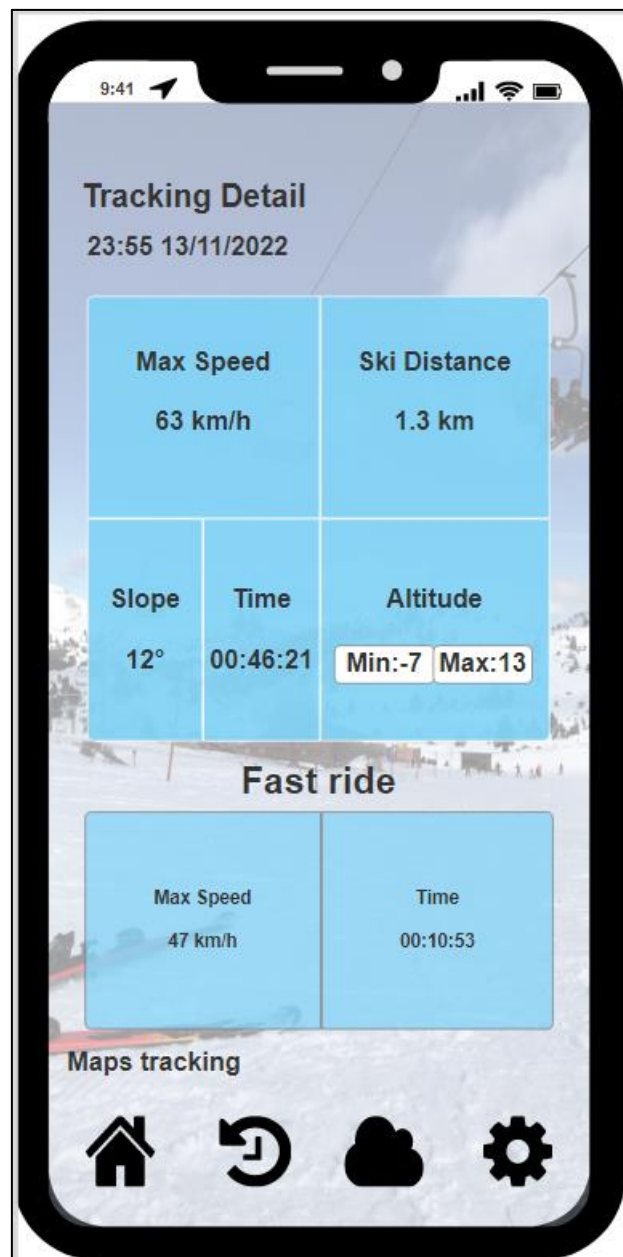 9:41
Tracking Detail
23:55 13/11/2022
Max Speed
63 km/h
Ski Distance
1.3 km
Slope
12°
Time
00:46:21
Altitude
Min:-7 Max:13
Fast ride
Max Speed
47 km/h
Time
00:10:53
Maps tracking